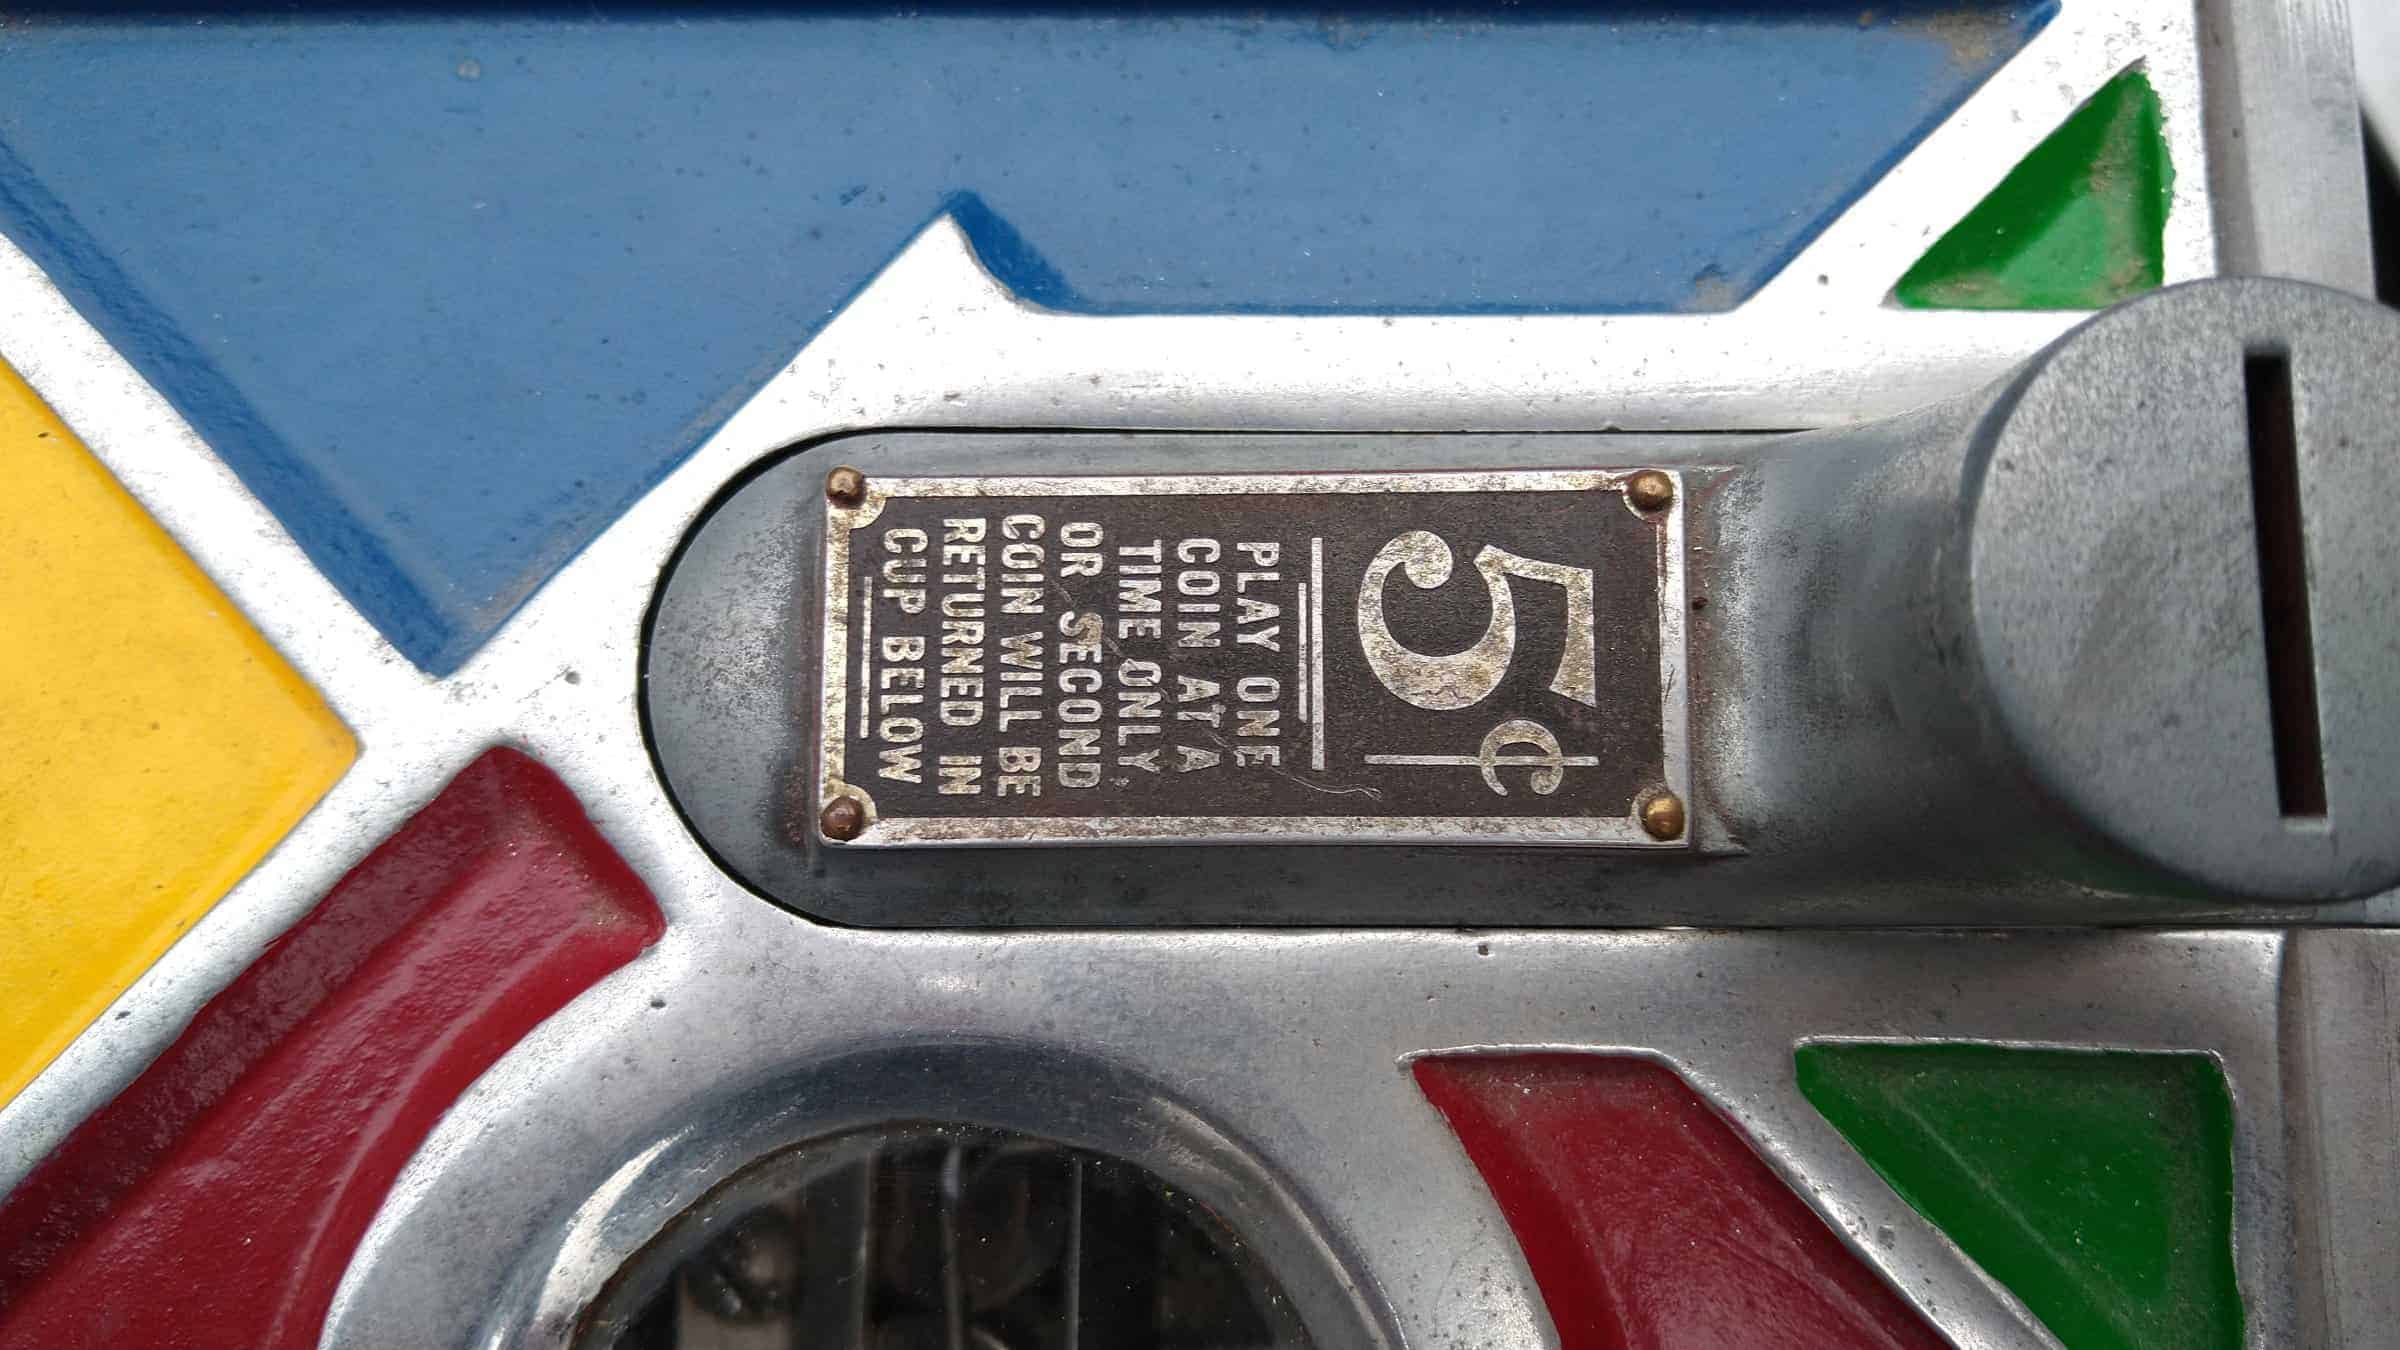 5¢
PLAY ONE
COIN AT A
TIME ONLY
OR SECOND
COIN WILL BE
RETURNED IN
CUP BELOW